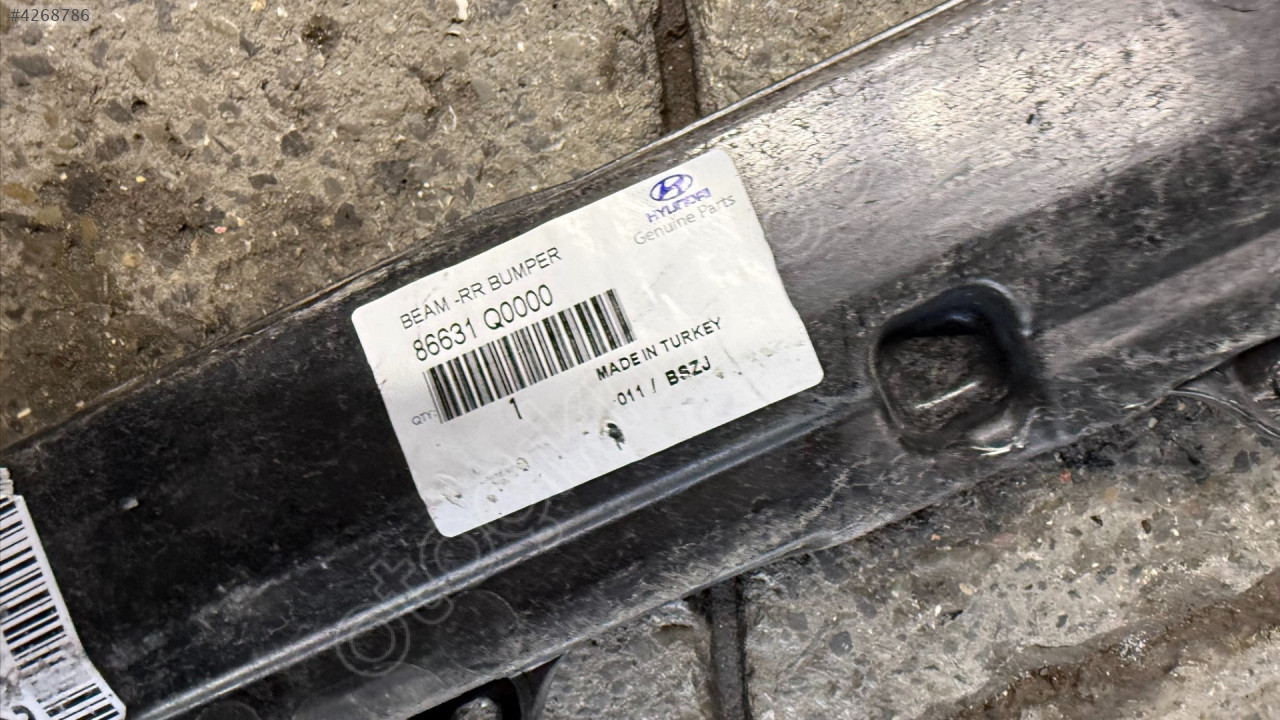 #4268786
HYUNDAI
Genuine Parts
BEAM -RR BUMPER
86631 Q0000
MADE IN TURKEY
QTY: 1
011 / BSZJ